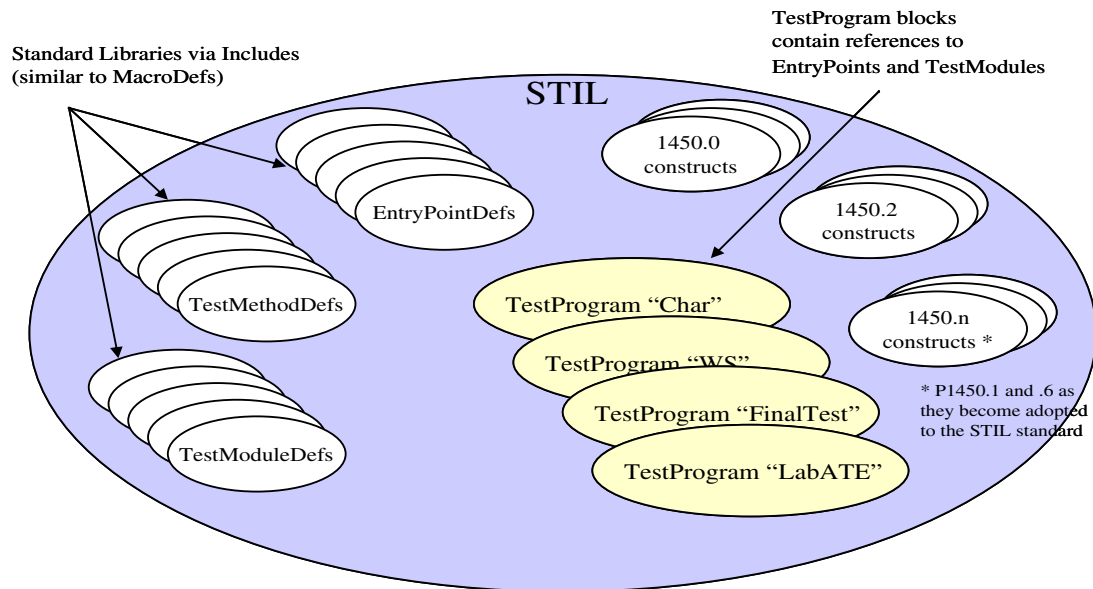 TestProgram blocks
contain references to
EntryPoints and TestModules
Standard Libraries via Includes
(similar to MacroDefs)
STIL
1450.0
constructs
EntryPointDefs
1450.2
constructs
TestMethodDefs
TestProgram “Char”
1450.n
constructs *
TestProgram “WS”
* P1450.1 and .6 as
they become adopted
to the STIL standard
TestProgram “FinalTest”
TestModuleDefs
TestProgram “LabATE”